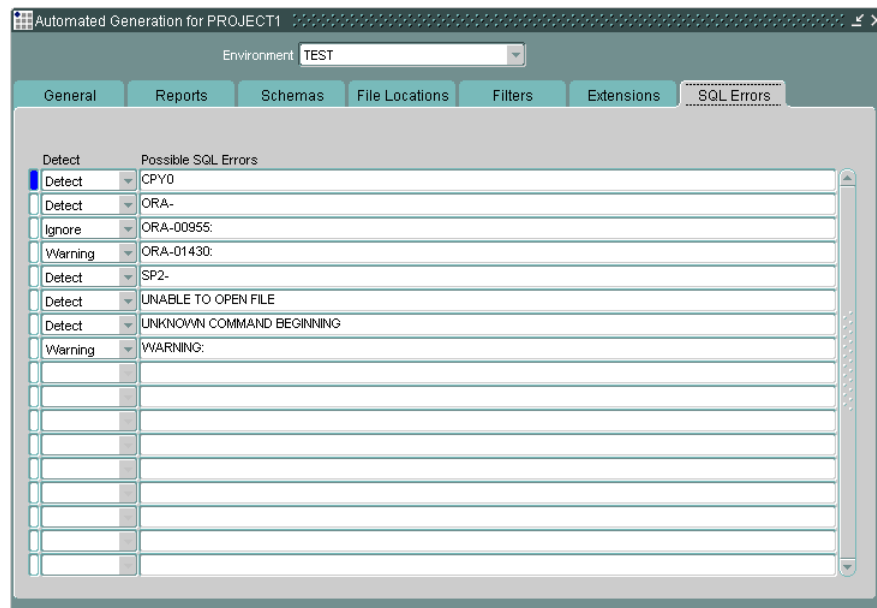 Automated Generation for PROJECT1
Environment TEST
General Reports Schemas File Locations Filters Extensions SQL Errors
Detect Possible SQL Errors
Detect CPY0
Detect ORA-
Ignore ORA-00955:
Warning ORA-01430:
Detect SP2-
Detect UNABLE TO OPEN FILE
Detect UNKNOWN COMMAND BEGINNING
Warning WARNING: